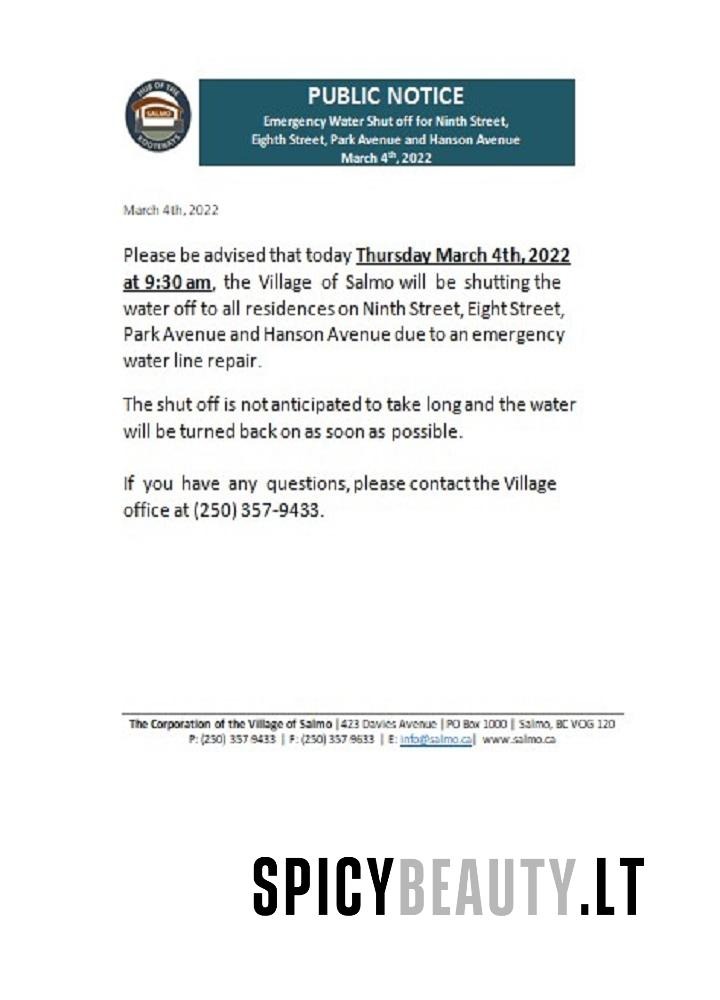 HUB OF THE
SALMO
FOOTEWAYS
PUBLIC NOTICE
Emergency Water Shut off for Ninth Street,
Eighth Street, Park Avenue and Hanson Avenue
March 4th, 2022
March 4th, 2022
Please be advised that today Thursday March 4th, 2022
at 9:30 am, the Village of Salmo will be shutting the
water off to all residences on Ninth Street, Eight Street,
Park Avenue and Hanson Avenue due to an emergency
water line repair.
The shut off is not anticipated to take long and the water
will be turned back on as soon as possible.
If you have any questions, please contact the Village
office at (250) 357-9433.
The Corporation of the Village of Salmo | 423 Davies Avenue | PO Box 1000 | Salmo, BC V0G 1Z0
P: (250) 357 9433 | F: (250) 357 9633 | E: info@salmo.ca | www.salmo.ca
SPICYBEAUTY.LT